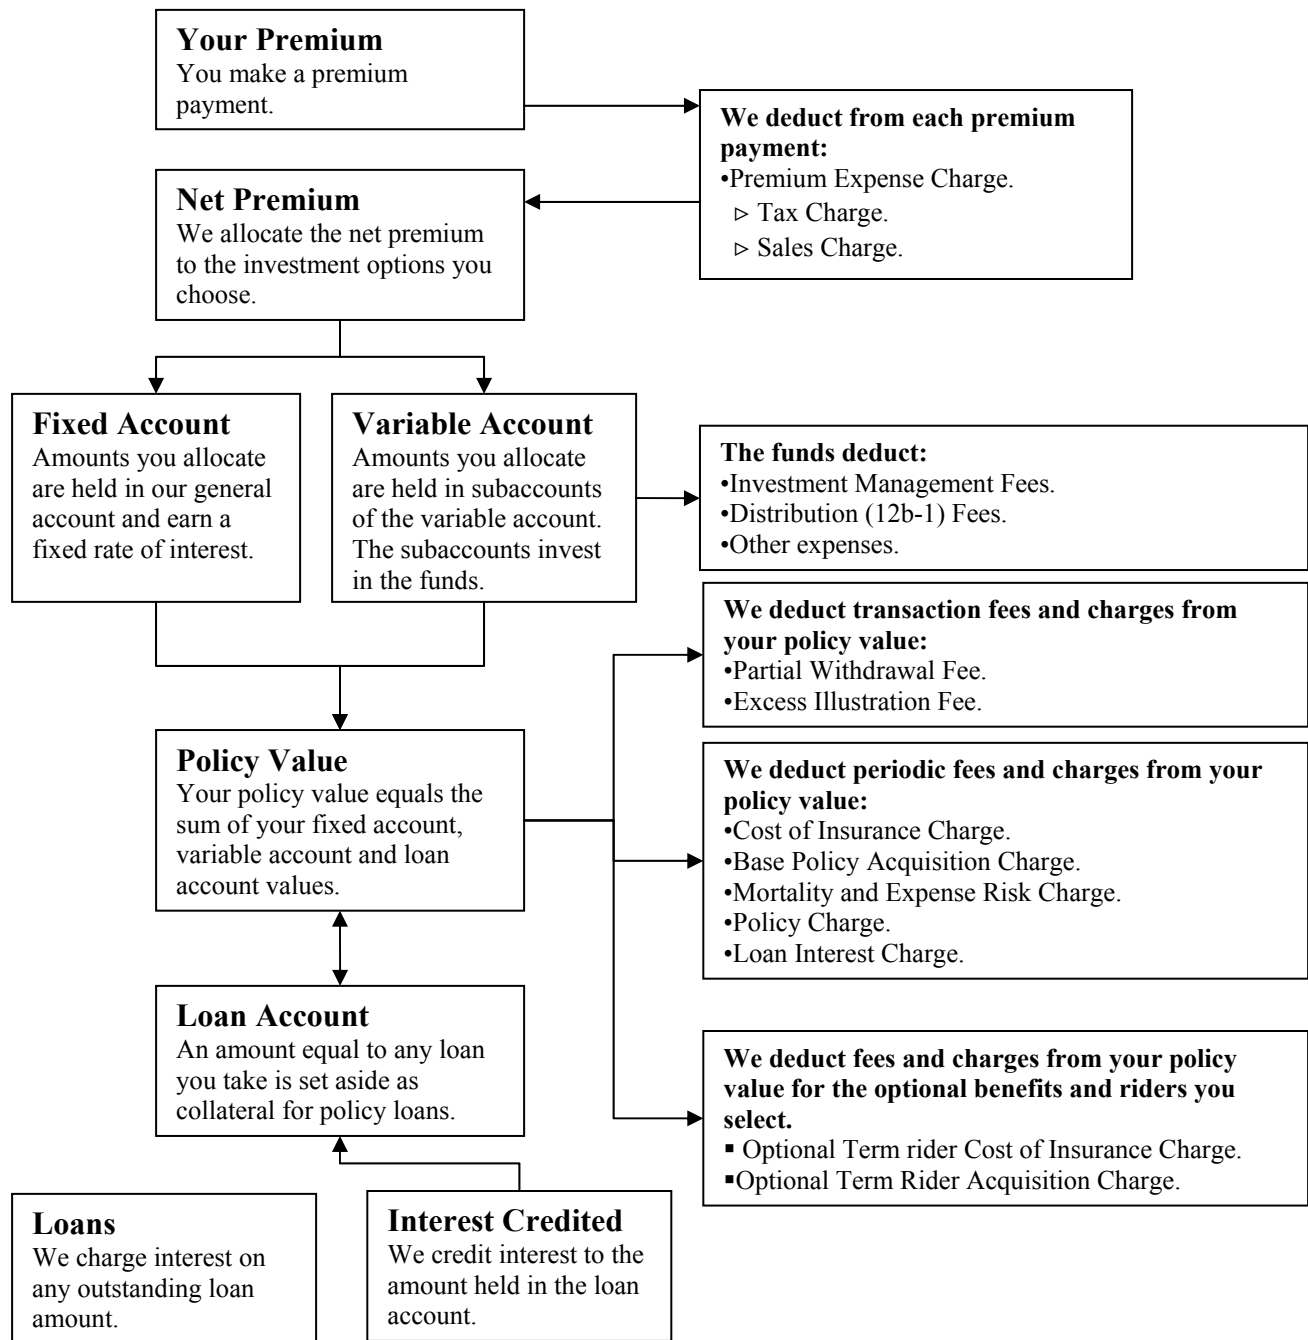 Your Premium
You make a premium
payment.
We deduct from each premium
payment:
•Premium Expense Charge.
▹ Tax Charge.
▹ Sales Charge.
Net Premium
We allocate the net premium
to the investment options you
choose.
Fixed Account
Amounts you allocate
are held in our general
account and earn a
fixed rate of interest.
Variable Account
Amounts you allocate
are held in subaccounts
of the variable account.
The subaccounts invest
in the funds.
The funds deduct:
•Investment Management Fees.
•Distribution (12b-1) Fees.
•Other expenses.
We deduct transaction fees and charges from
your policy value:
•Partial Withdrawal Fee.
•Excess Illustration Fee.
Policy Value
Your policy value equals the
sum of your fixed account,
variable account and loan
account values.
We deduct periodic fees and charges from your
policy value:
•Cost of Insurance Charge.
•Base Policy Acquisition Charge.
•Mortality and Expense Risk Charge.
•Policy Charge.
•Loan Interest Charge.
Loan Account
An amount equal to any loan
you take is set aside as
collateral for policy loans.
We deduct fees and charges from your policy
value for the optional benefits and riders you
select.
▪ Optional Term rider Cost of Insurance Charge.
▪Optional Term Rider Acquisition Charge.
Loans
We charge interest on
any outstanding loan
amount.
Interest Credited
We credit interest to the
amount held in the loan
account.